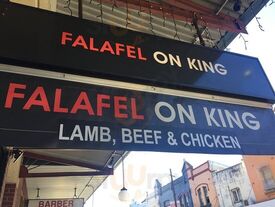 FALAFEL ON KING
FALAFEL ON KING
LAMB, BEEF & CHICKEN
BARBER